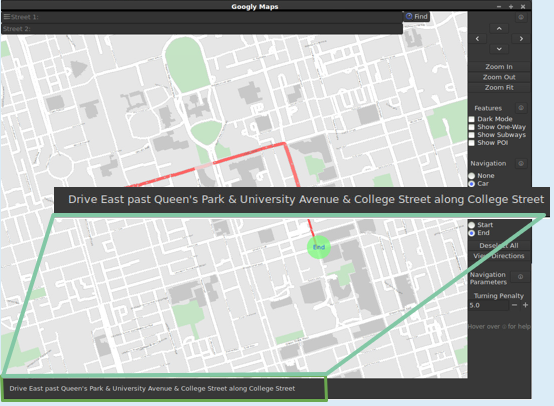 Googly Maps
Street 1:
Find
Street 2:
Zoom In
Zoom Out
Zoom Fit
Features
Dark Mode
Show One-Way
Show Subways
Show POI
Navigation
None
Car
Drive East past Queen's Park & University Avenue & College Street along College Street
Start
End
End
Deselect All
View Directions
Navigation
Parameters
Turning Penalty
5.0
Hover over for help
Drive East past Queen's Park & University Avenue & College Street along College Street